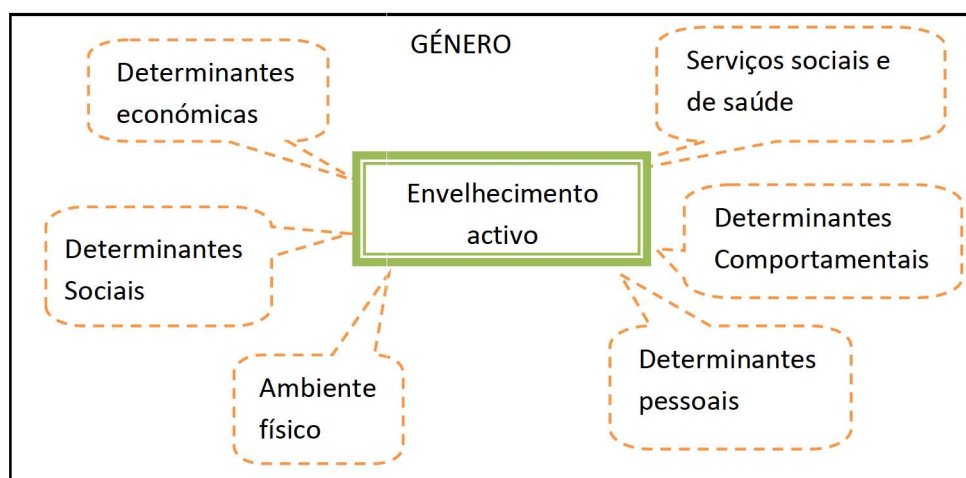 GÉNERO
Determinantes
económicas
Serviços sociais e
de saúde
Envelhecimento
activo
Determinantes
Sociais
Determinantes
Comportamentais
Ambiente
físico
Determinantes
pessoais